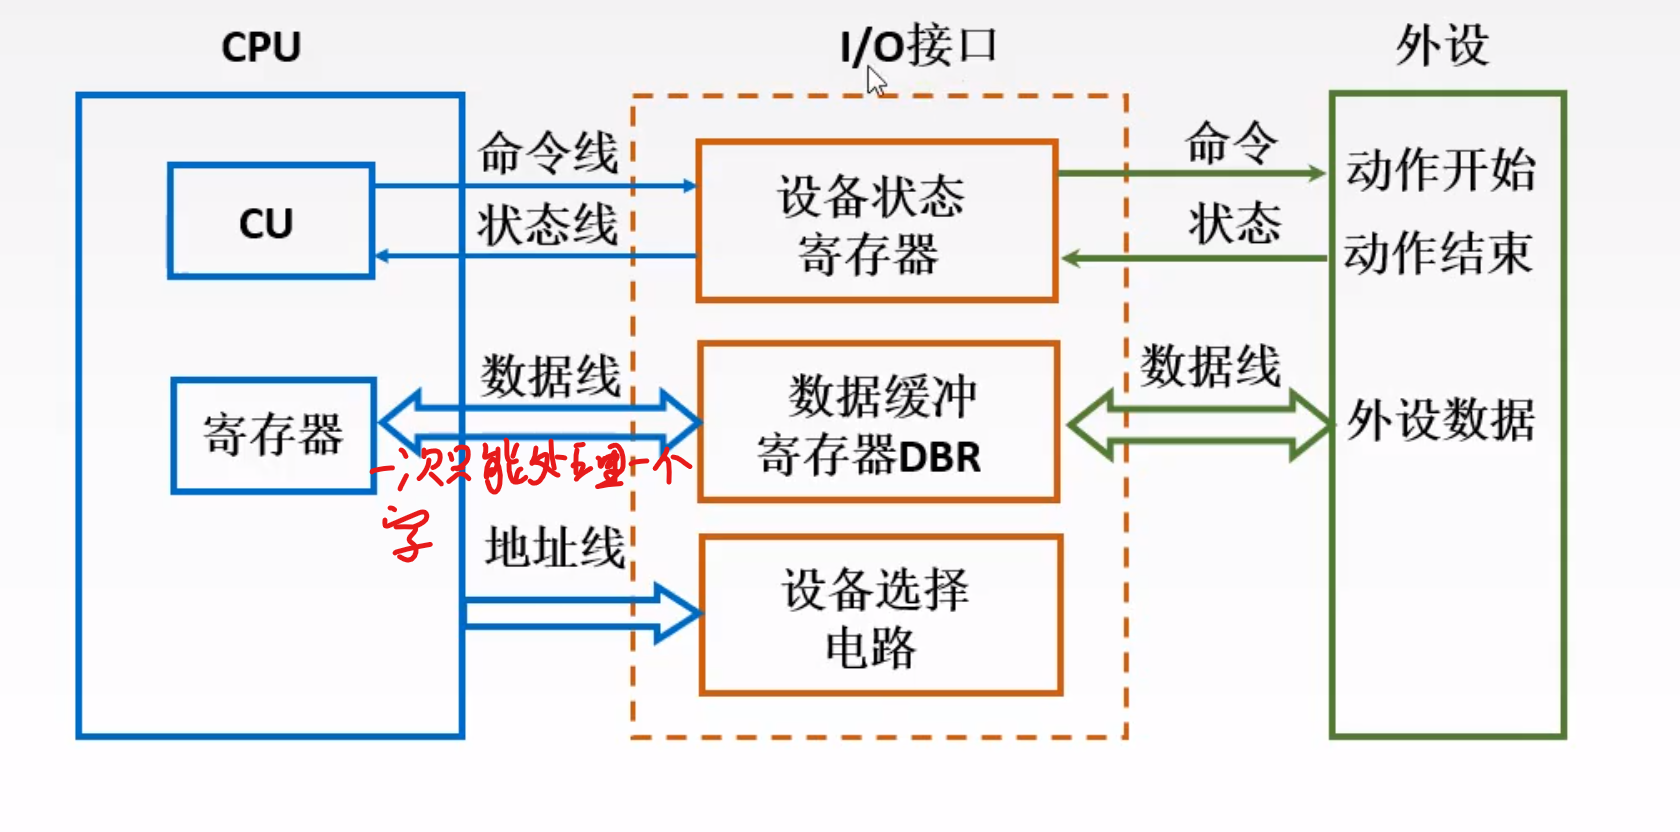 CPU
I/O接口
外设
CU
命令线
状态线
设备状态
寄存器
命令
状态
动作开始
动作结束
寄存器
数据线
一次只能处理一个
字
数据缓冲
寄存器DBR
数据线
外设数据
地址线
设备选择
电路